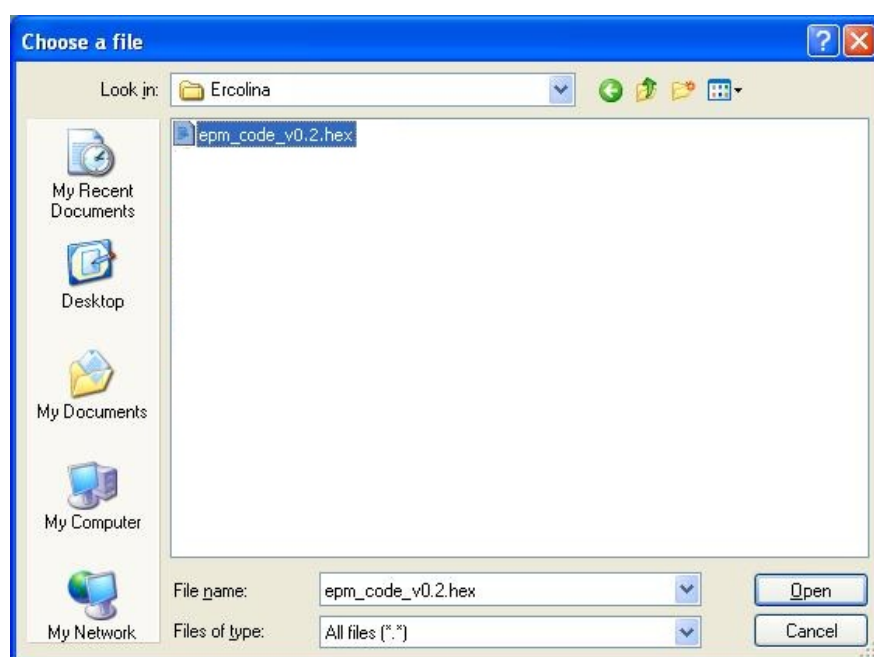 Choose a file
Look in:
Ercolina
epm_code_v0.2.hex
My Recent
Documents
Desktop
My Documents
My Computer
My Network
File name:
epm_code_v0.2.hex
Open
Files of type:
All files (*.*)
Cancel